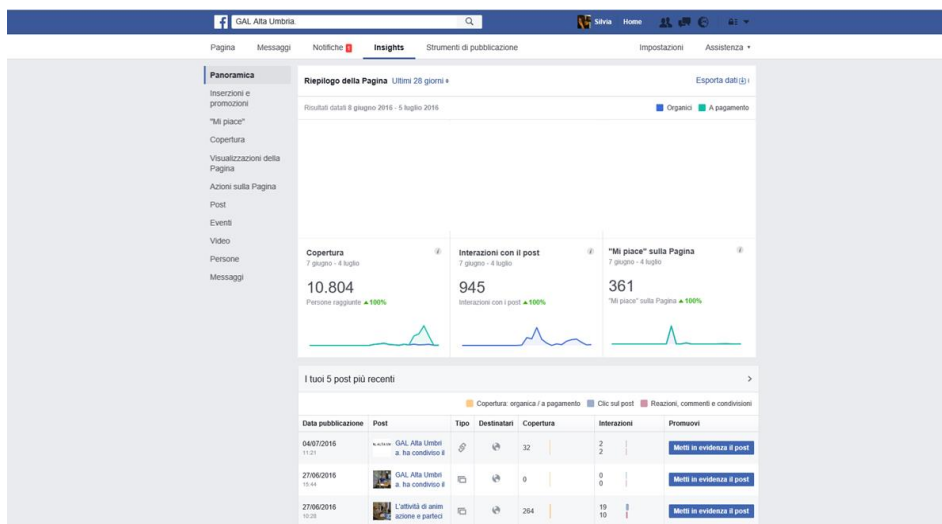 GAL Alta Umbria.
Silvia Home
Pagina Messaggi Notifiche 1 Insights Strumenti di pubblicazione Impostazioni Assistenza
Panoramica
Inserzioni e
promozioni
"Mi piace"
Copertura
Visualizzazioni della
Pagina
Azioni sulla Pagina
Post
Eventi
Video
Persone
Messaggi
Riepilogo della Pagina Ultimi 28 giorni
Esporta dati
Risultati datati 8 giugno 2016 - 5 luglio 2016
Organici A pagamento
Copertura
7 giugno - 4 luglio
10.804
Persone raggiunte 100%
Interazioni con il post
7 giugno - 4 luglio
945
Interazioni con i post 100%
"Mi piace" sulla Pagina
7 giugno - 4 luglio
361
"Mi piace" sulla Pagina 100%
I tuoi 5 post più recenti
Copertura: organica / a pagamento Clic sul post Reazioni, commenti e condivisioni
Data pubblicazione Post Tipo Destinatari Copertura Interazioni Promuovi
04/07/2016
11:21
GAL Alta Umbri
a. ha condiviso il
32
2
2
Metti in evidenza il post
27/06/2016
15:44
GAL Alta Umbri
a. ha condiviso il
0
0
0
Metti in evidenza il post
27/06/2016
10:28
L'attività di anim
azione e parteci
264
19
10
Metti in evidenza il post